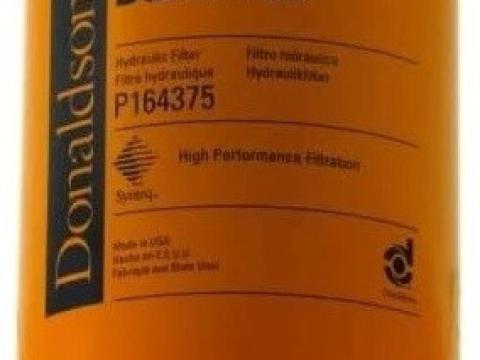 Donaldson
Hydraulic Filter
Filtro hidráulico
Filtre hydraulique
Hydraulikfilter
P164375
High Performance Filtration
Synteq™
Made in USA
Hecho en E.E.U.U.
Fabriqué aux États Unis